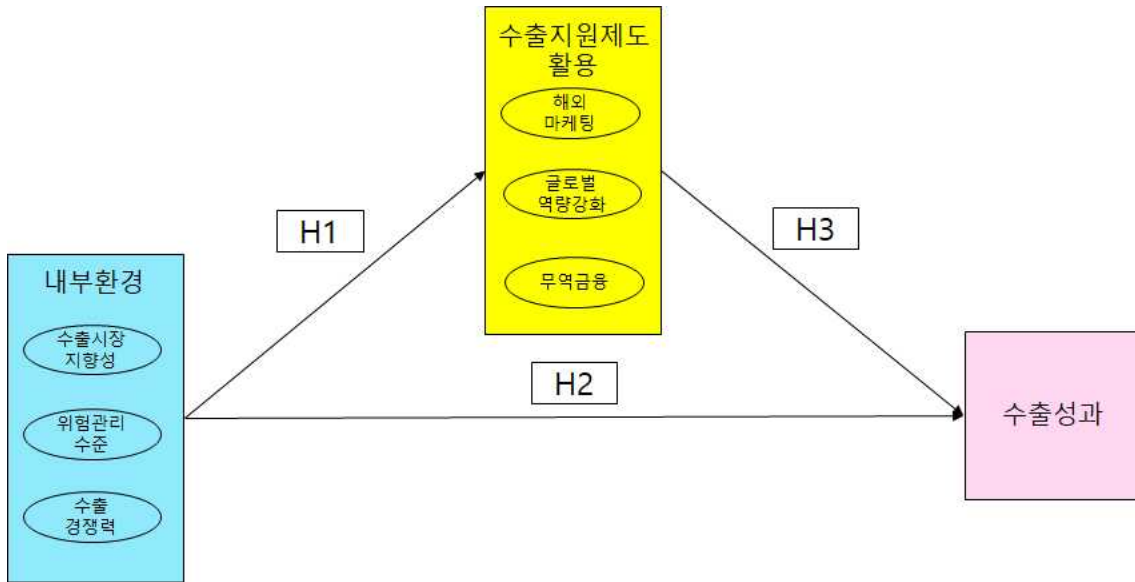 수출지원제도
활용
해외
마케팅
글로벌
역량강화
무역금융
H1
H3
내부환경
수출시장
지향성
위험관리
수준
수출
경쟁력
H2
수출성과